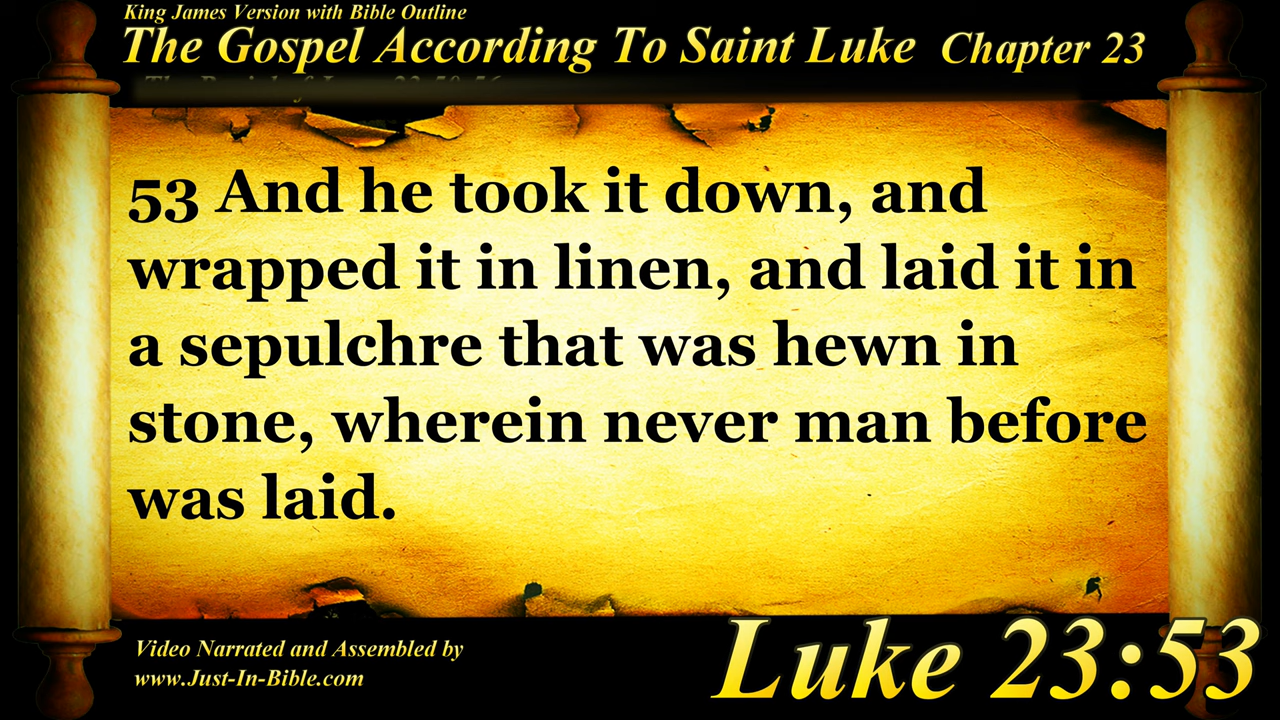 King James Version with Bible Outline
The Gospel According To Saint Luke Chapter 23
53 And he took it down, and
wrapped it in linen, and laid it in
a sepulchre that was hewn in
stone, wherein never man before
was laid.
Video Narrated and Assembled by
www.Just-In-Bible.com
Luke 23:53